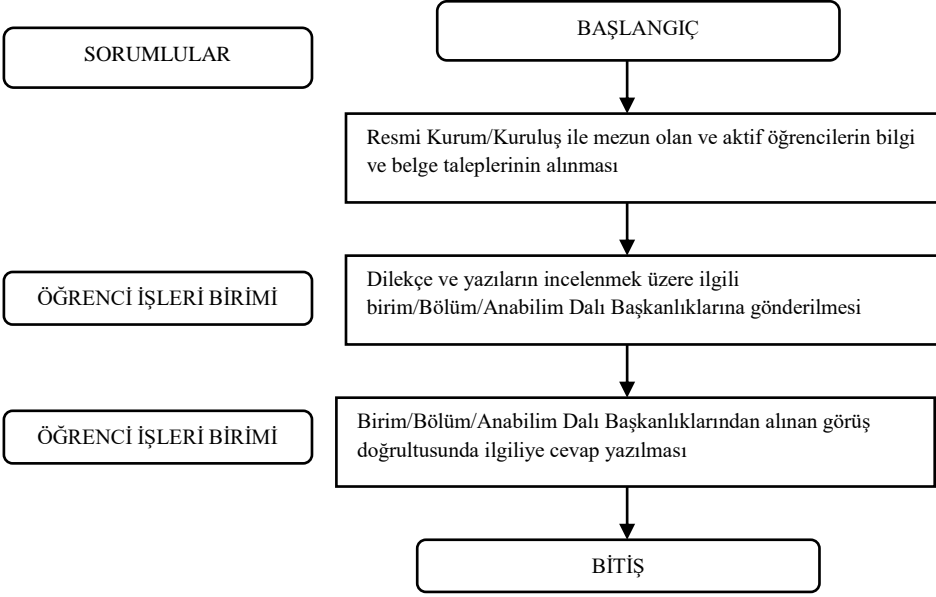 SORUMLULAR
BAŞLANGIÇ
Resmi Kurum/Kuruluş ile mezun olan ve aktif öğrencilerin bilgi
ve belge taleplerinin alınması
ÖĞRENCİ İŞLERİ BİRİMİ
Dilekçe ve yazıların incelenmek üzere ilgili
birim/Bölüm/Anabilim Dalı Başkanlıklarına gönderilmesi
ÖĞRENCİ İŞLERİ BİRİMİ
Birim/Bölüm/Anabilim Dalı Başkanlıklarından alınan görüş
doğrultusunda ilgiliye cevap yazılması
BİTİŞ